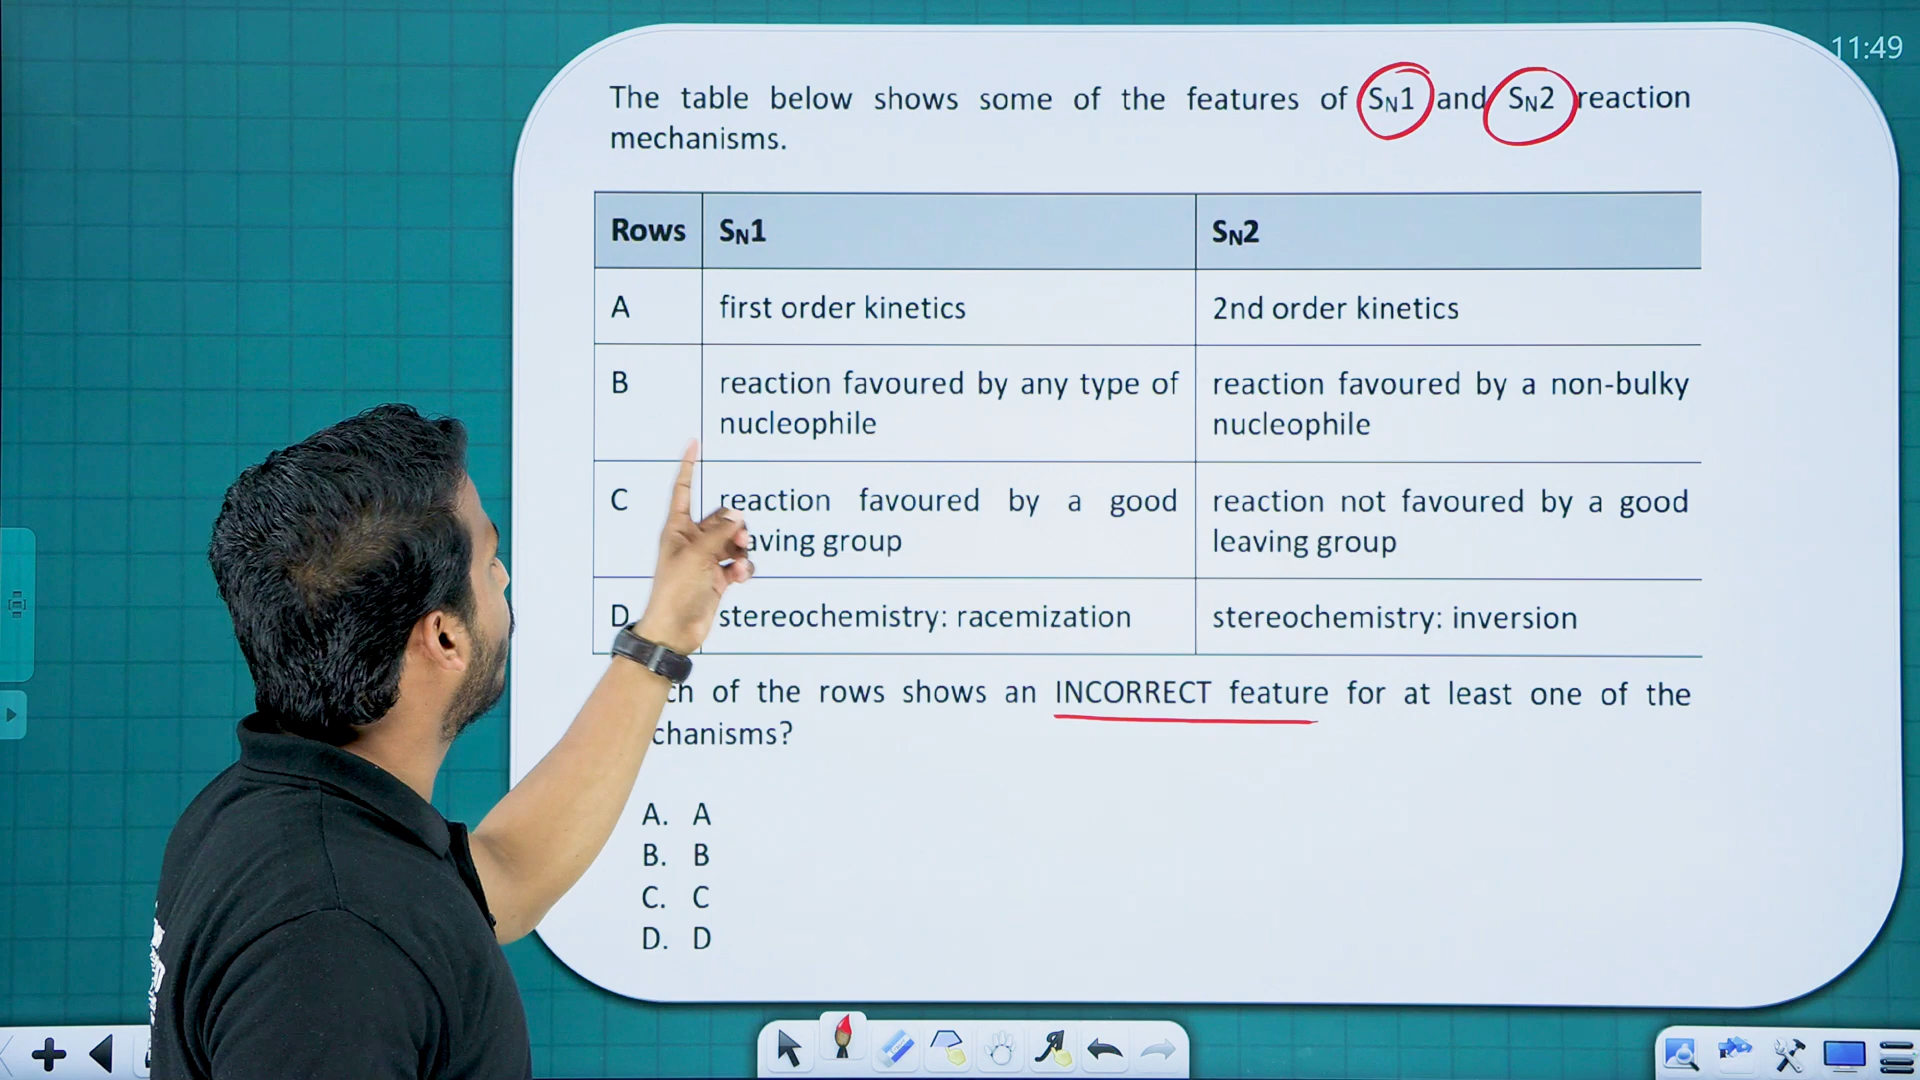 11:49
The table below shows some of the features of SN1 and SN2 reaction
mechanisms.
Rows SN1 SN2
A first order kinetics 2nd order kinetics
B reaction favoured by any type of reaction favoured by a non-bulky
nucleophile nucleophile
C reaction favoured by a good reaction not favoured by a good
aving group leaving group
D stereochemistry: racemization stereochemistry: inversion
ch of the rows shows an INCORRECT feature for at least one of the
chanisms?
A. A
B. B
C. C
D. D